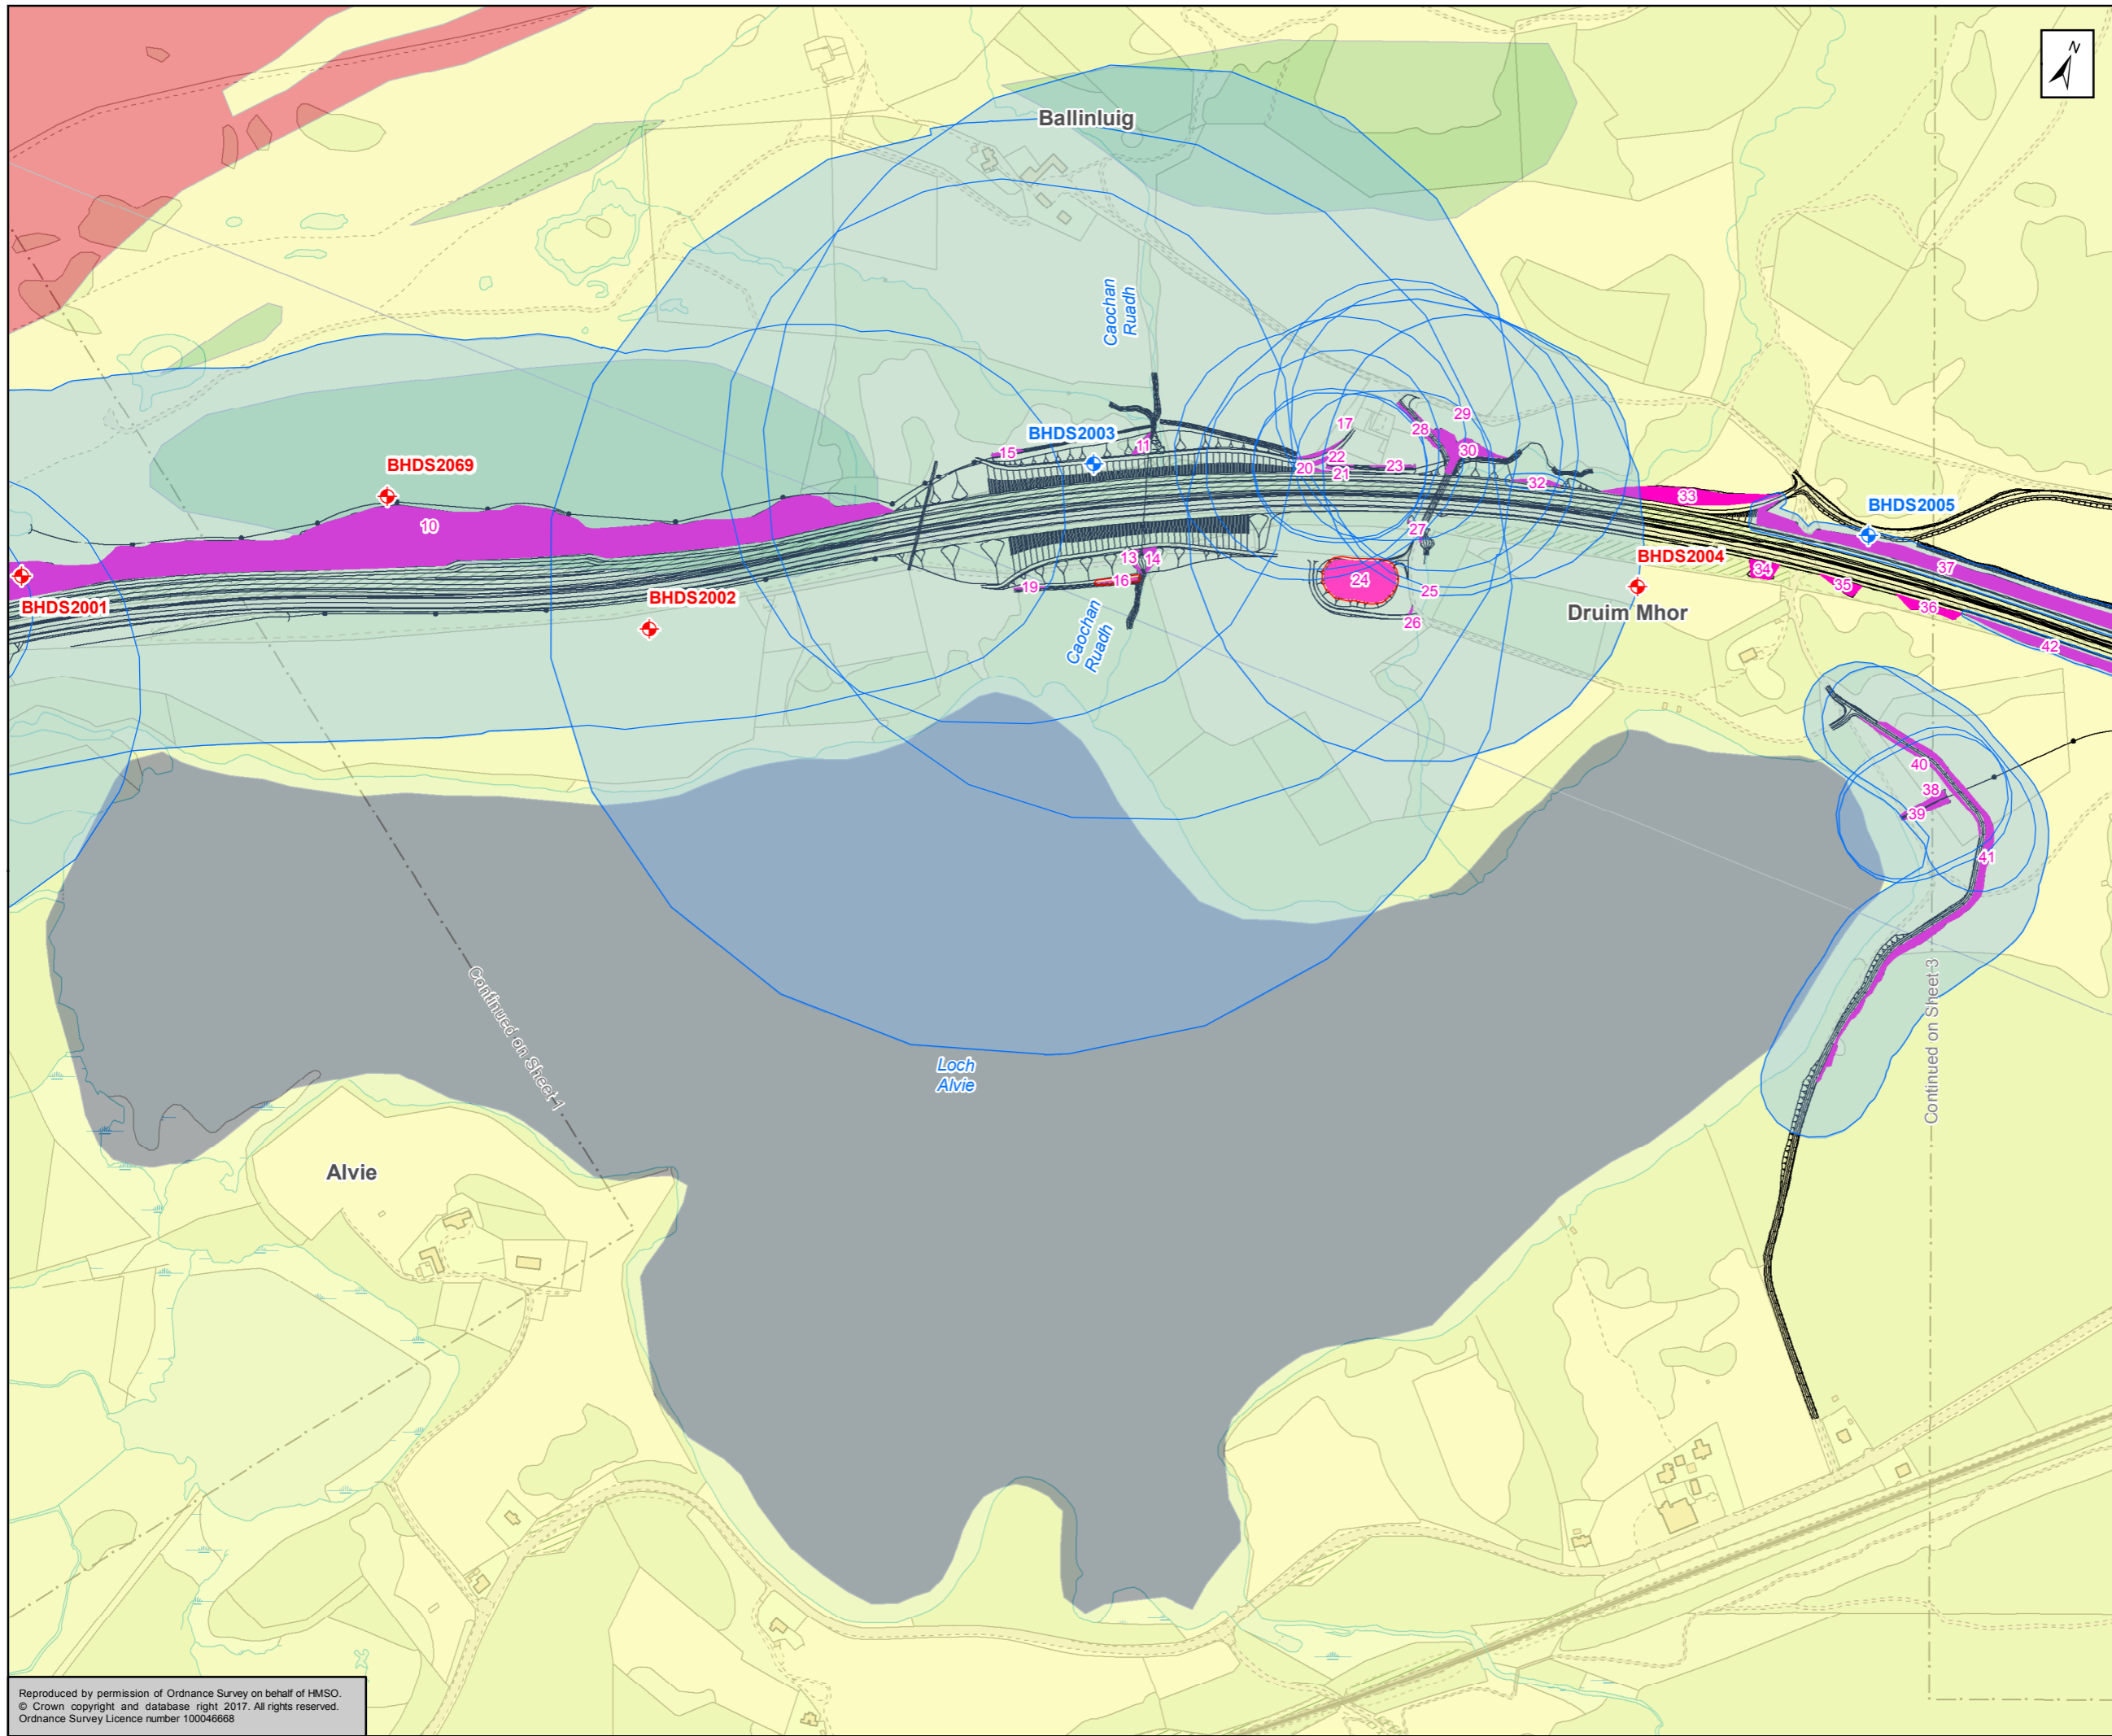 N
Ballinluig
Caochan
Ruadh
BHDS2003
BHDS2069
BHDS2001
BHDS2002
BHDS2005
BHDS2004
Druim Mhor
10
11
15
17
28
29
30
22
20
21
23
32
33
27
13
14
16
19
24
25
26
34
35
36
37
42
Caochan
Ruadh
40
38
39
41
Continued on Sheet 1
Continued on Sheet 3
Loch
Alvie
Alvie
Reproduced by permission of Ordnance Survey on behalf of HMSO.
© Crown copyright and database right 2017. All rights reserved.
Ordnance Survey Licence number 100046668